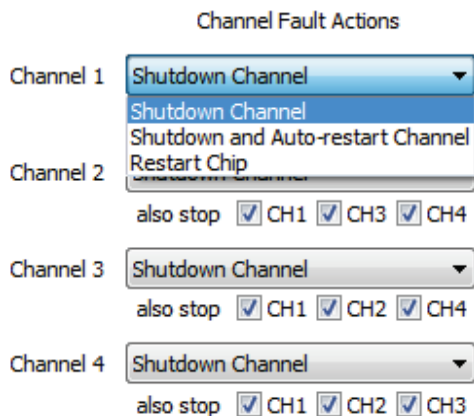 Channel Fault Actions
Channel 1 Shutdown Channel
Shutdown Channel
Shutdown and Auto-restart Channel
Restart Chip
Channel 2 Shutdown Channel
also stop CH1 CH3 CH4
Channel 3 Shutdown Channel
also stop CH1 CH2 CH4
Channel 4 Shutdown Channel
also stop CH1 CH2 CH3